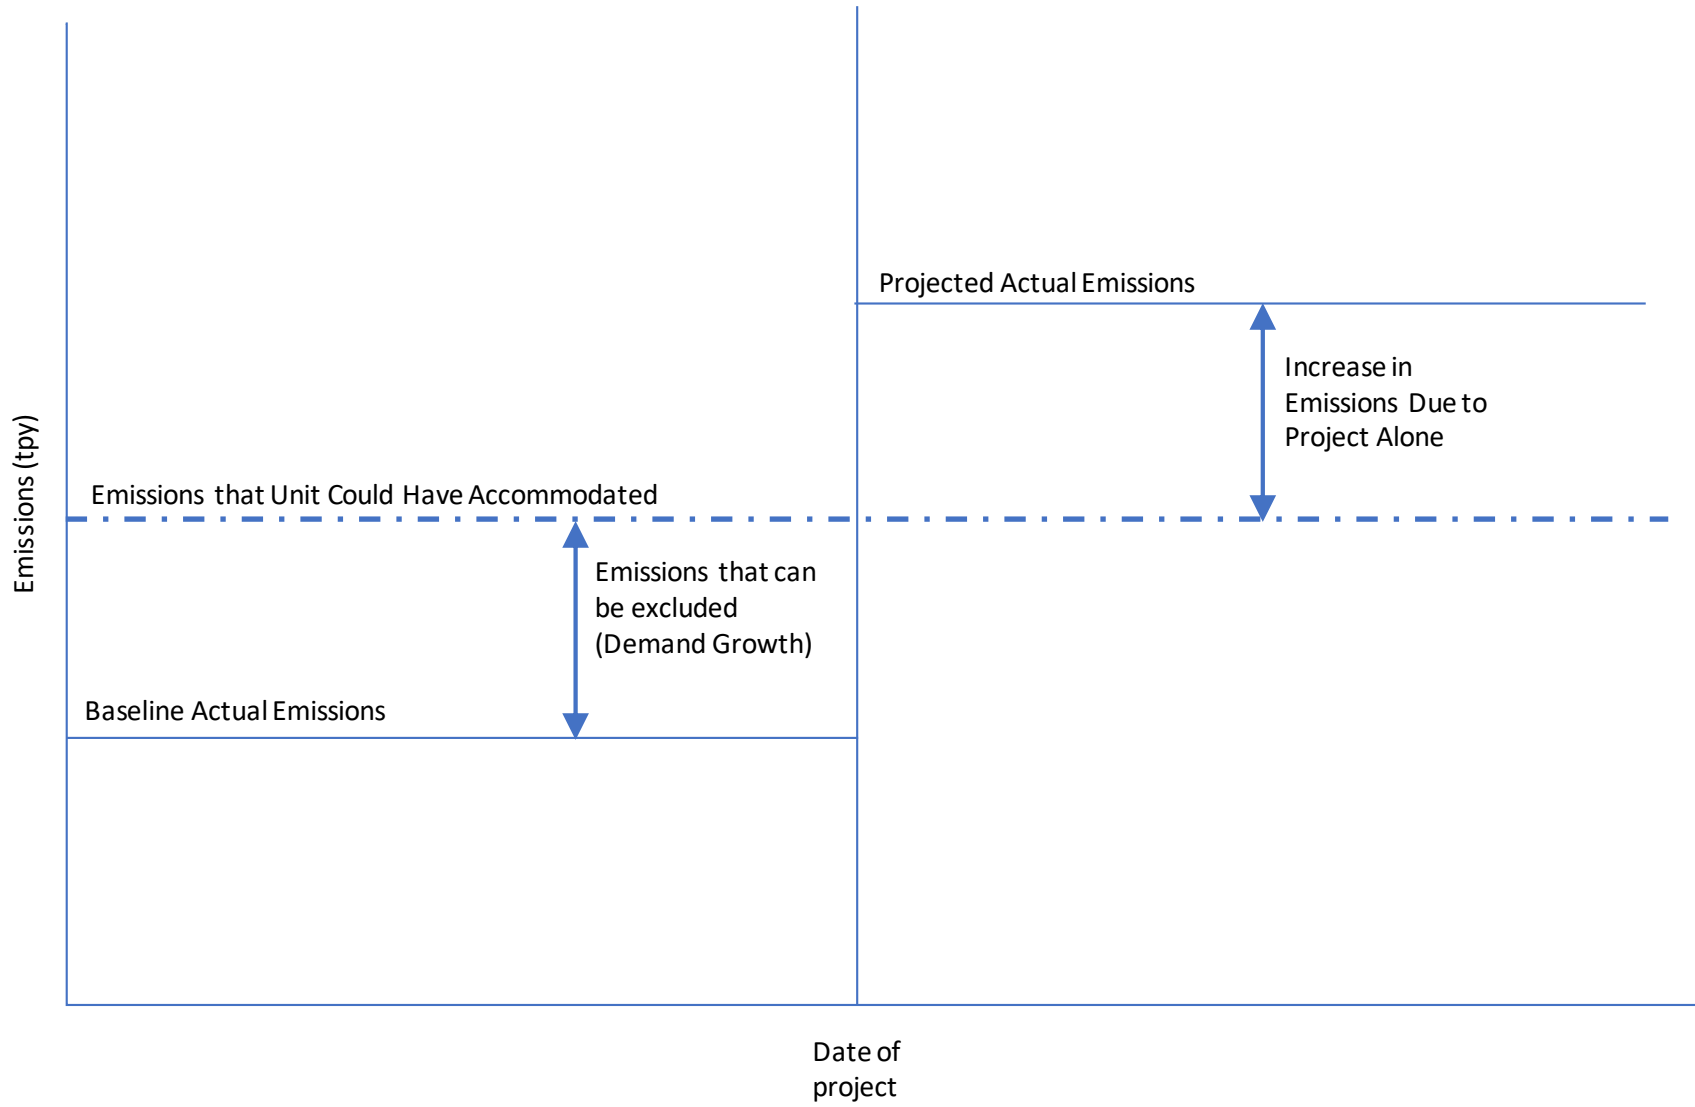 Projected Actual Emissions
Increase in
Emissions Due to
Project Alone
Emissions (tpy)
Emissions that Unit Could Have Accommodated
Emissions that can
be excluded
(Demand Growth)
Baseline Actual Emissions
Date of
project